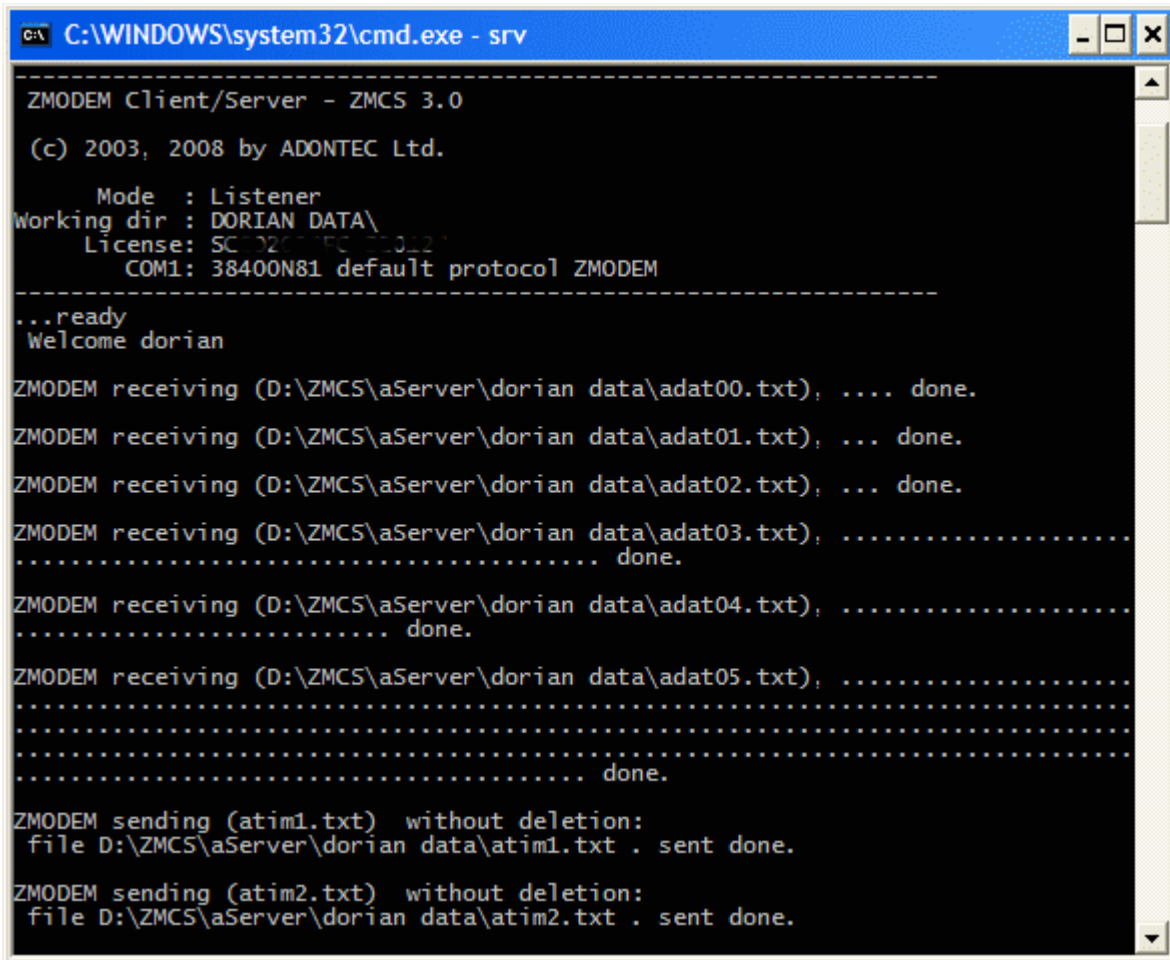 C:\WINDOWS\system32\cmd.exe - srv
------------------------------------------------------------------
ZMODEM Client/Server - ZMCS 3.0
(c) 2003, 2008 by ADONTEC Ltd.
Mode : Listener
Working dir : DORIAN DATA\
License:
COM1: 38400N81 default protocol ZMODEM
------------------------------------------------------------------
...ready
Welcome dorian
ZMODEM receiving (D:\ZMCS\aServer\dorian data\adat00.txt), .... done.
ZMODEM receiving (D:\ZMCS\aServer\dorian data\adat01.txt), ... done.
ZMODEM receiving (D:\ZMCS\aServer\dorian data\adat02.txt), ... done.
ZMODEM receiving (D:\ZMCS\aServer\dorian data\adat03.txt), .....................
.......................................... done.
ZMODEM receiving (D:\ZMCS\aServer\dorian data\adat04.txt), .....................
........................... done.
ZMODEM receiving (D:\ZMCS\aServer\dorian data\adat05.txt), .....................
................................................................................
................................................................................
................................................................................
......................................... done.
ZMODEM sending (atim1.txt)  without deletion:
file D:\ZMCS\aServer\dorian data\atim1.txt . sent done.
ZMODEM sending (atim2.txt)  without deletion:
file D:\ZMCS\aServer\dorian data\atim2.txt . sent done.